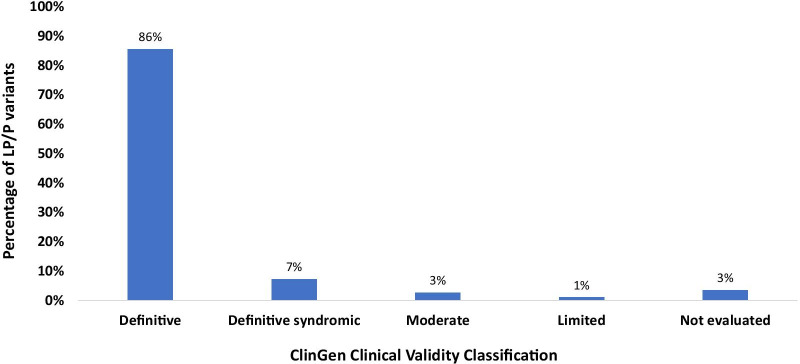 Percentage of LP/P variants
100%
90%
80%
70%
60%
50%
40%
30%
20%
10%
0%
86%
7%
3%
1%
3%
Definitive
Definitive syndromic
Moderate
Limited
Not evaluated
ClinGen Clinical Validity Classification